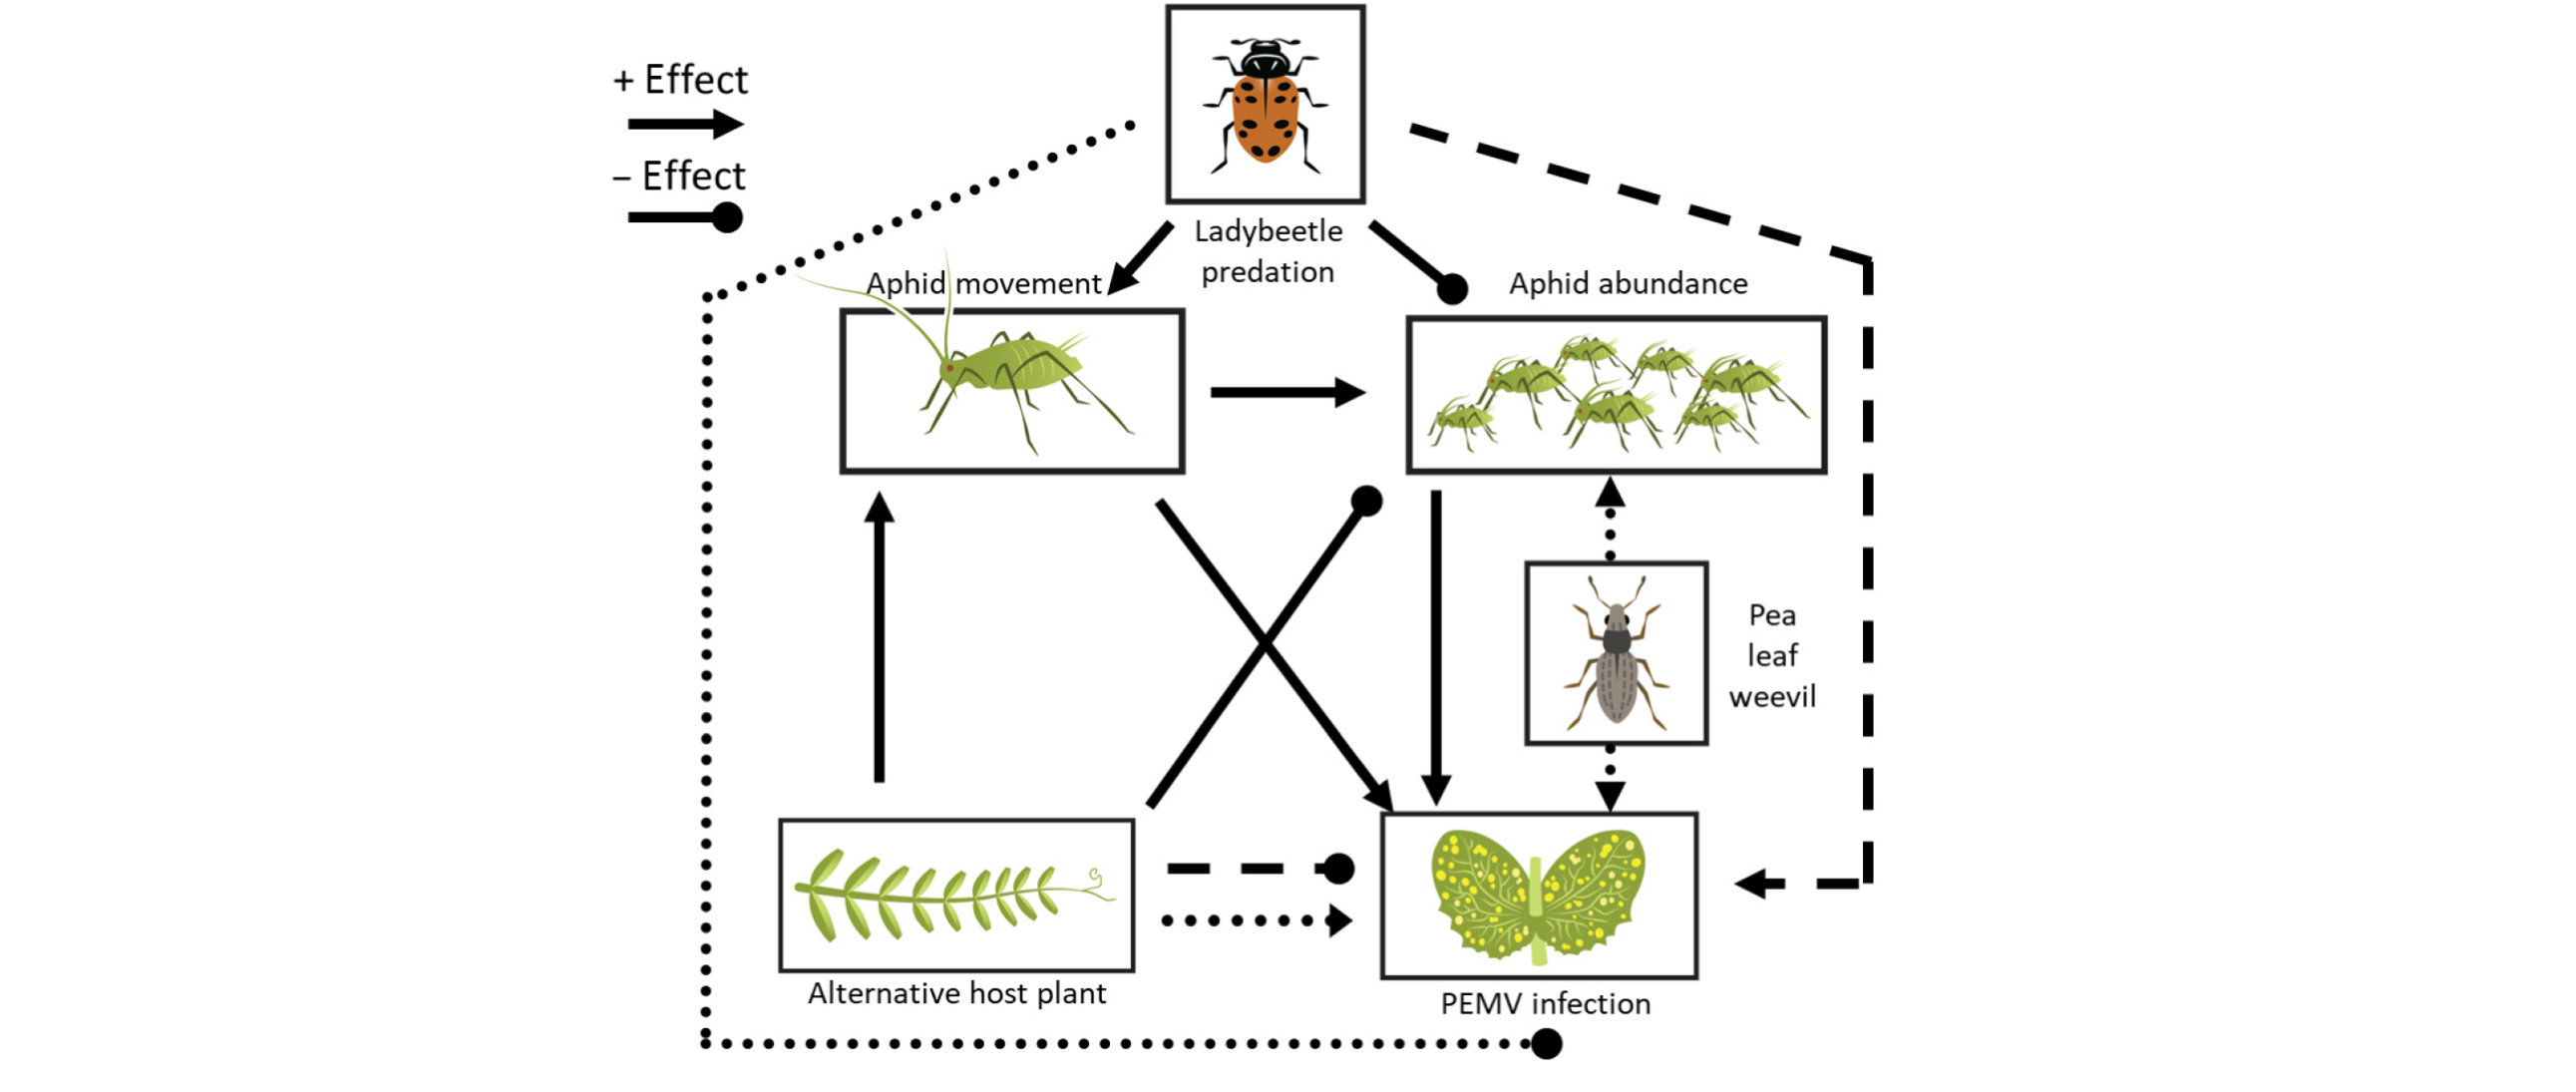 + Effect
– Effect
Ladybeetle
predation
Aphid movement
Aphid abundance
Pea
leaf
weevil
Alternative host plant
PEMV infection